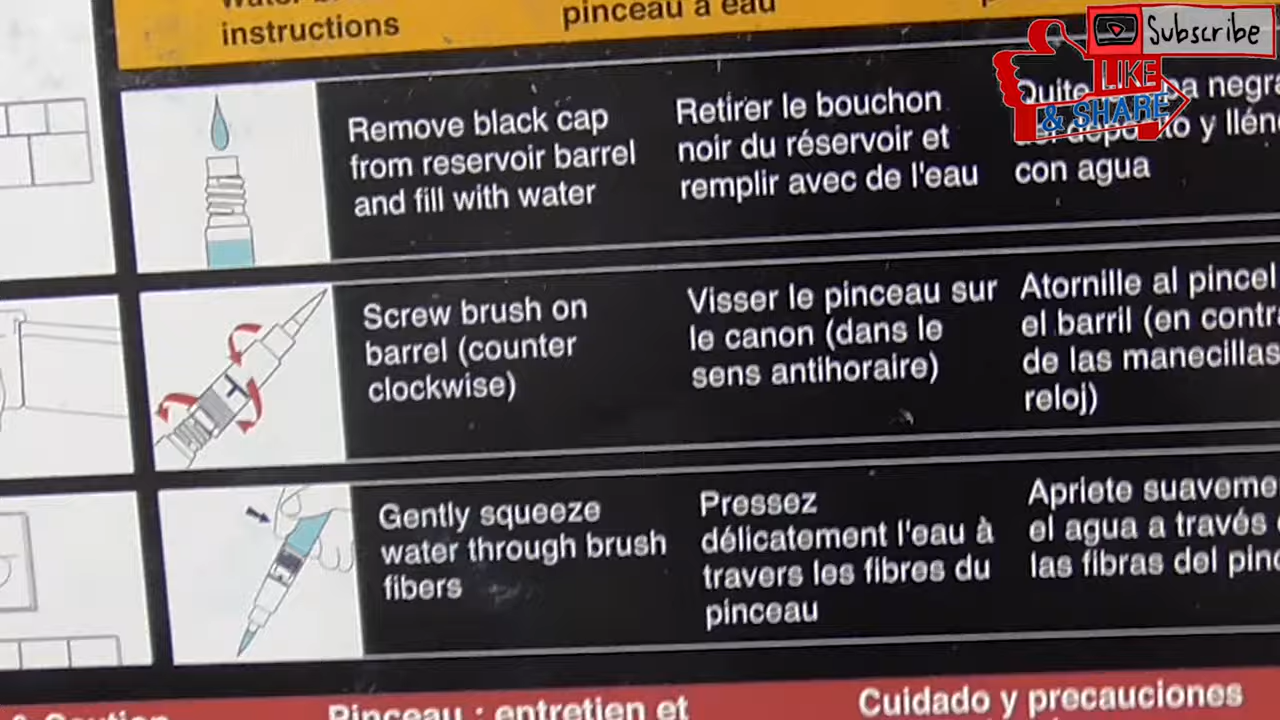 instructions
pinceau à eau
Remove black cap
from reservoir barrel
and fill with water
Retirer le bouchon
noir du réservoir et
remplir avec de l'eau
Quite
negra
y
con agua
Screw brush on
barrel (counter
clockwise)
Visser le pinceau sur
le canon (dans le
sens antihoraire)
Atornille al pincel
el barril (en
de las manecillas
reloj)
Gently squeeze
water through brush
fibers
Pressez
délicatement l'eau à
travers les fibres du
pinceau
Apriete
el agua a través
las fibras del
Pinceau : entretien et
Cuidado y precauciones
Subscribe
LIKE
& SHARE